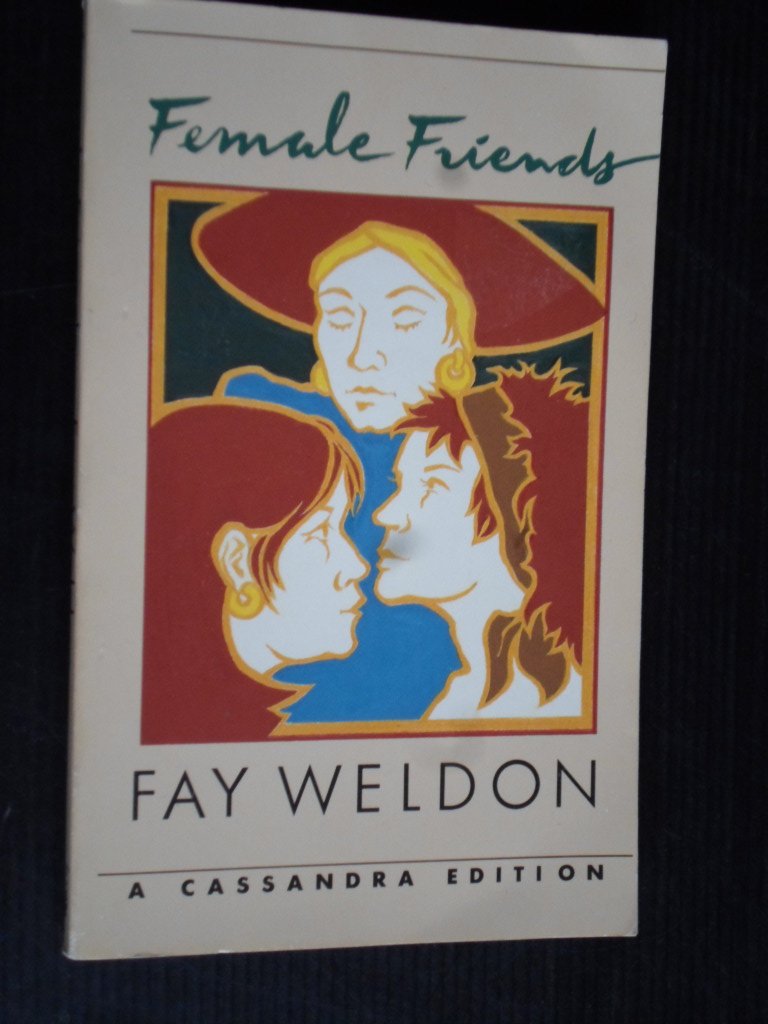 Female Friends
FAY WELDON
A CASSANDRA EDITION